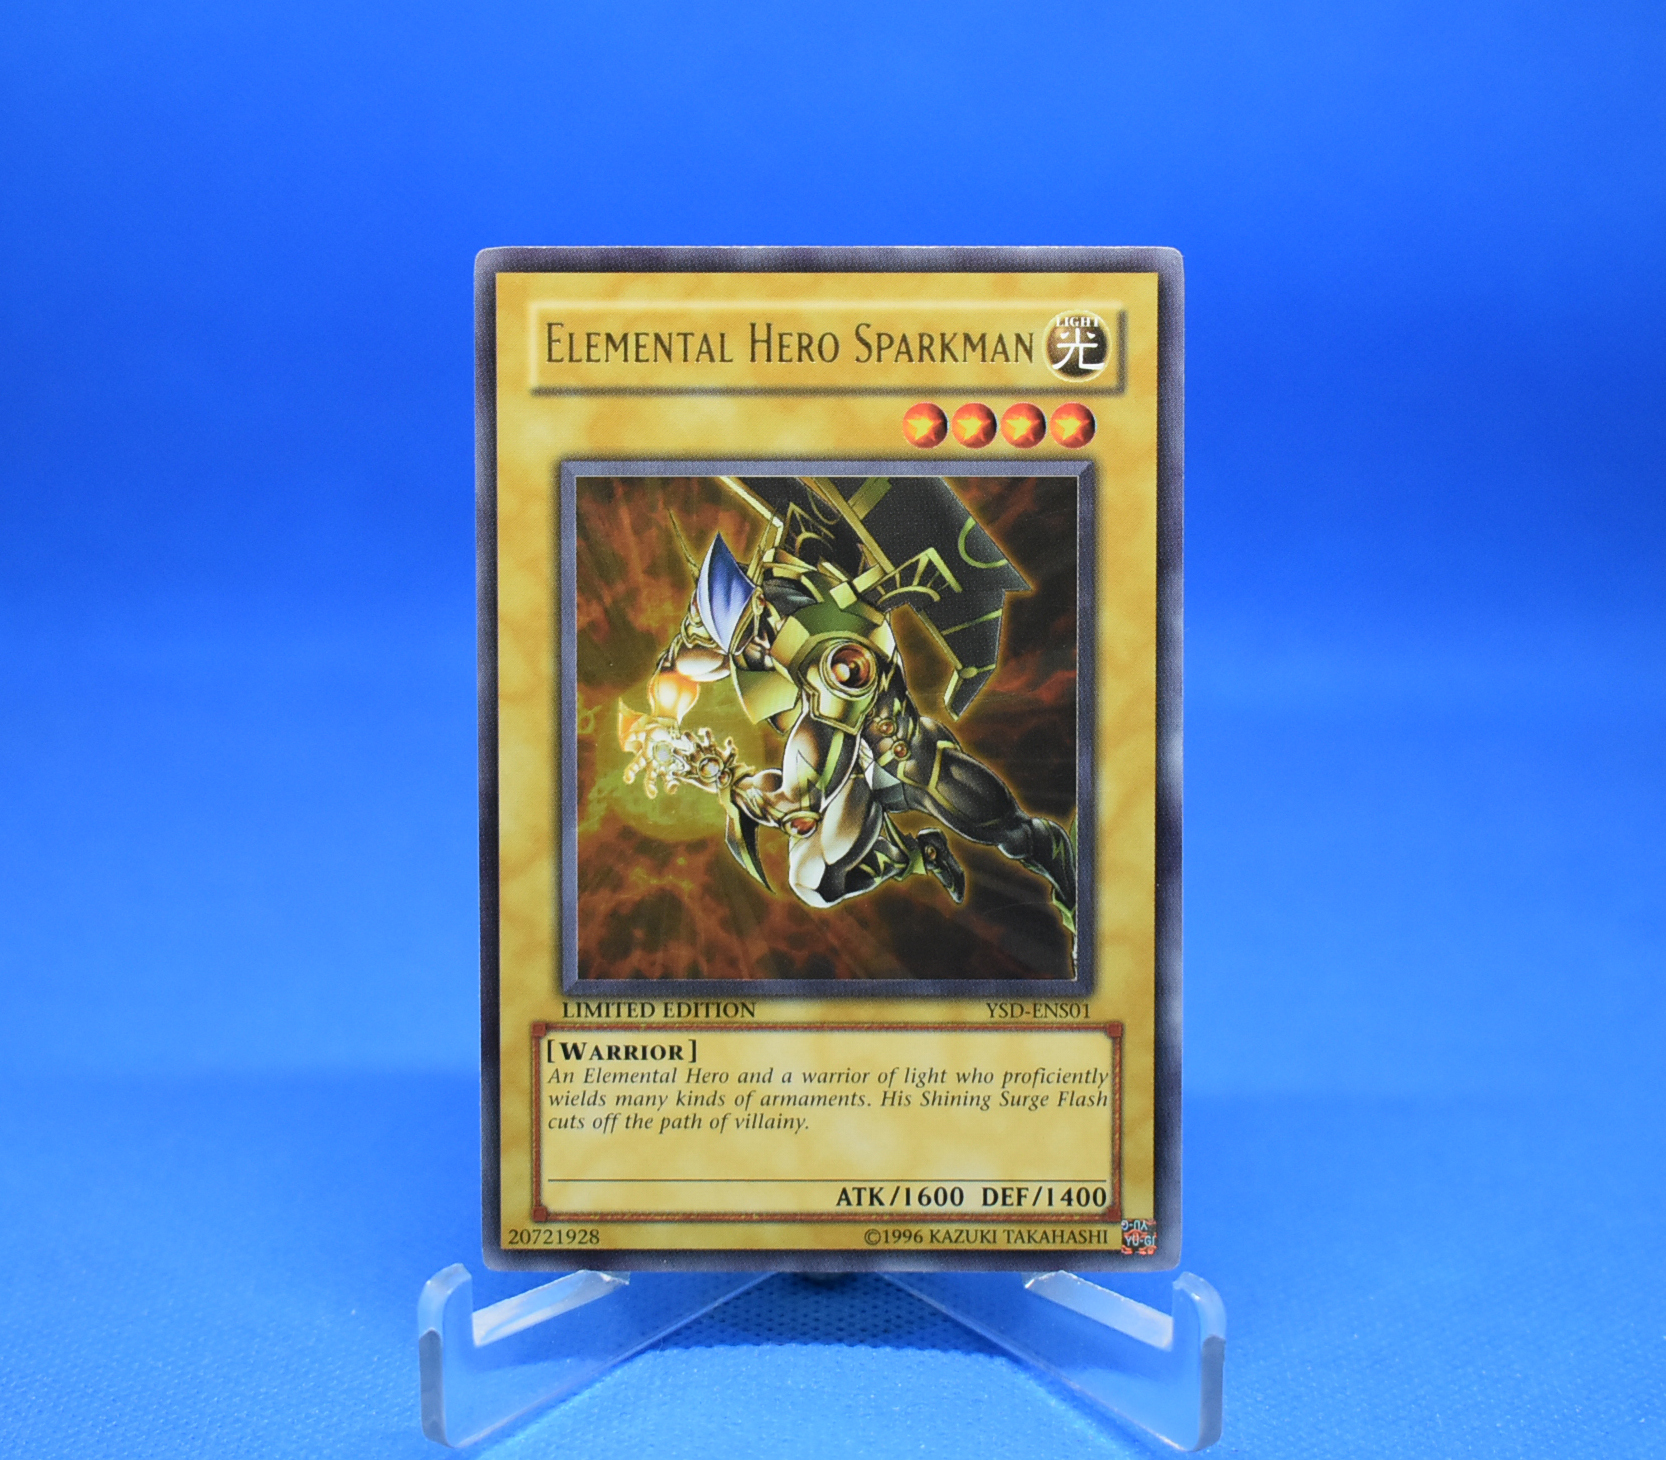 ELEMENTAL HERO SPARKMAN
LIGHT
光
LIMITED EDITION
YSD-ENS01
[WARRIOR]
An Elemental Hero and a warrior of light who proficiently
wields many kinds of armaments. His Shining Surge Flash
cuts off the path of villainy.
ATK/1600 DEF/1400
20721928
©1996 KAZUKI TAKAHASHI